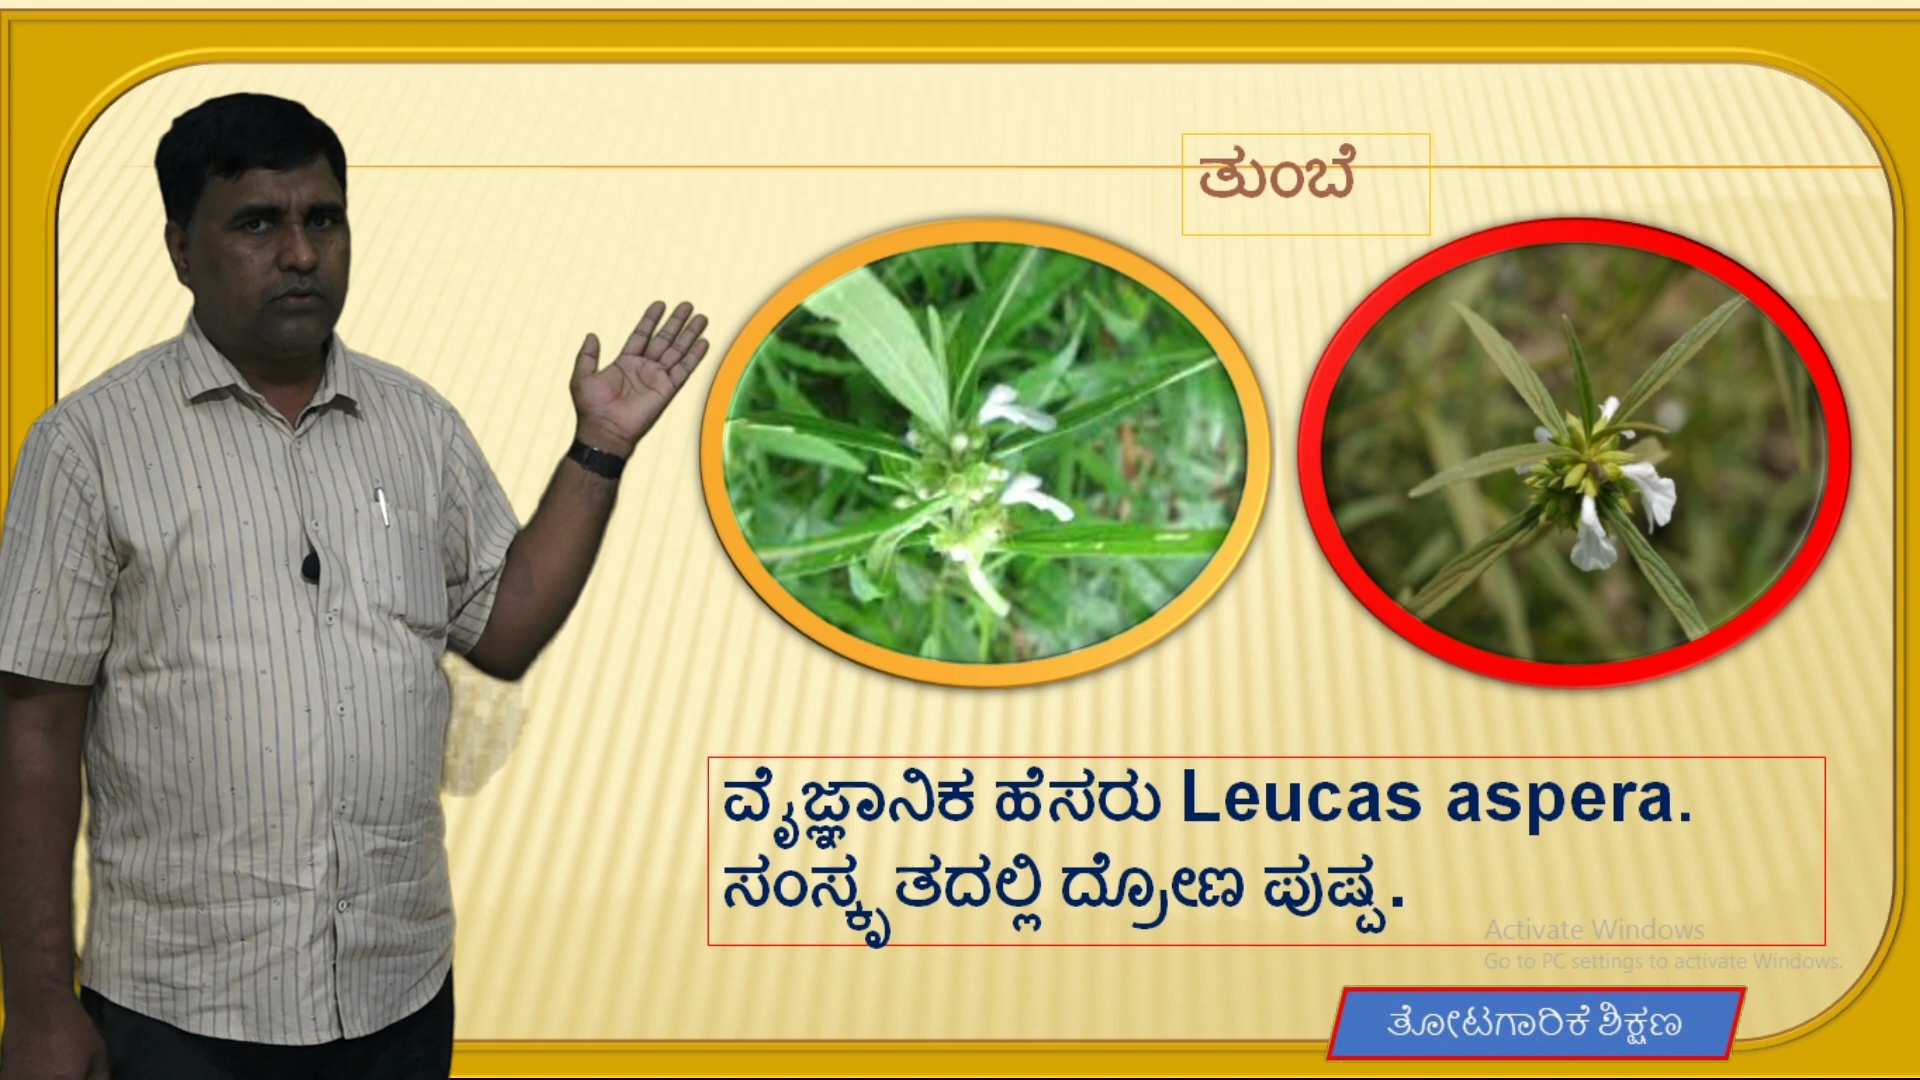 ತುಂಬೆ
ವೈಜ್ಞಾನಿಕ ಹೆಸರು Leucas aspera.
ಸಂಸ್ಕೃತದಲ್ಲಿ ದ್ರೋಣ ಪುಷ್ಪ.
Activate Windows
Go to PC settings to activate Windows.
ತೋಟಗಾರಿಕೆ ಶಿಕ್ಷಣ